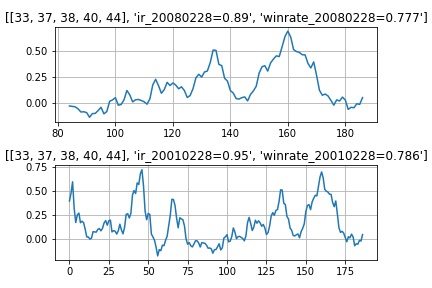 [[33, 37, 38, 40, 44], 'ir_20080228=0.89', 'winrate_20080228=0.777']
0.50
0.25
0.00
80 100 120 140 160 180
[[33, 37, 38, 40, 44], 'ir_20010228=0.95', 'winrate_20010228=0.786']
0.75
0.50
0.25
0.00
0 25 50 75 100 125 150 175